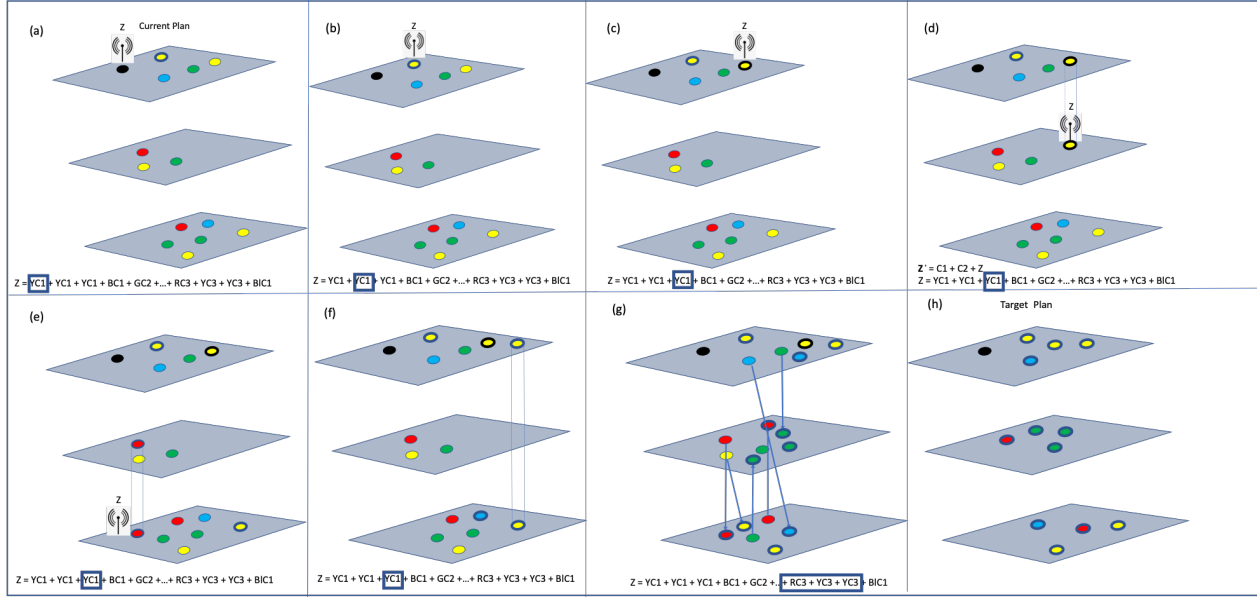 (a)
Current Plan
Z
Z = YC1 + YC1 + YC1 + BC1 + GC2 +...+ RC3 + YC3 + YC3 + BlC1
(b)
Z
Z = YC1 + YC1 + YC1 + BC1 + GC2 +...+ RC3 + YC3 + YC3 + BlC1
(c)
Z
Z = YC1 + YC1 + YC1 + BC1 + GC2 +...+ RC3 + YC3 + YC3 + BlC1
(d)
Z
Z' = C1 + C2 + Z
Z = YC1 + YC1 + YC1 + BC1 + GC2 +...+ RC3 + YC3 + YC3 + BlC1
(e)
Z
Z = YC1 + YC1 + YC1 + BC1 + GC2 +...+ RC3 + YC3 + YC3 + BlC1
(f)
Z = YC1 + YC1 + YC1 + BC1 + GC2 +...+ RC3 + YC3 + YC3 + BlC1
(g)
Z = YC1 + YC1 + YC1 + BC1 + GC2 +...+ RC3 + YC3 + YC3 + BlC1
(h)
Target Plan